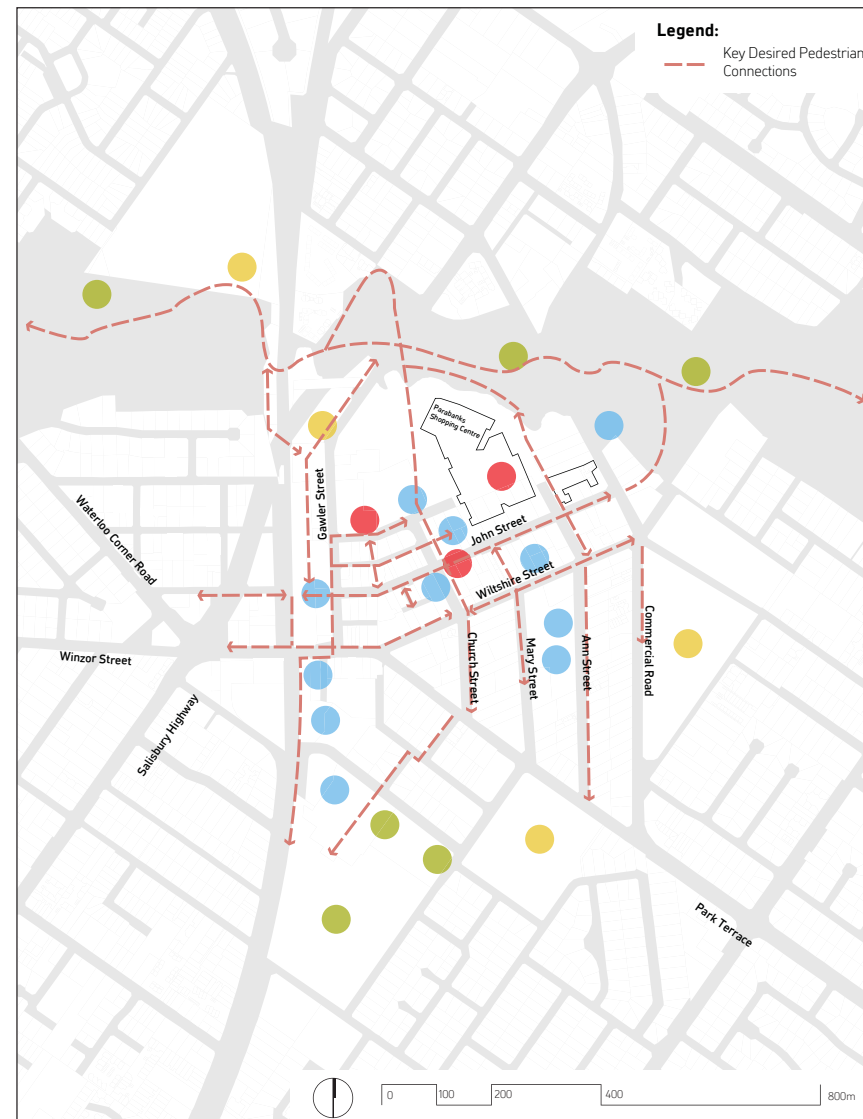 Legend:
Key Desired Pedestrian
Connections
Parabanks
Shopping Centre
Gawler Street
John Street
Waterloo Corner Road
Wiltshire Street
Winzor Street
Church Street
Mary Street
Ann Street
Commercial Road
Salisbury Highway
Park Terrace
0 100 200 400 800m